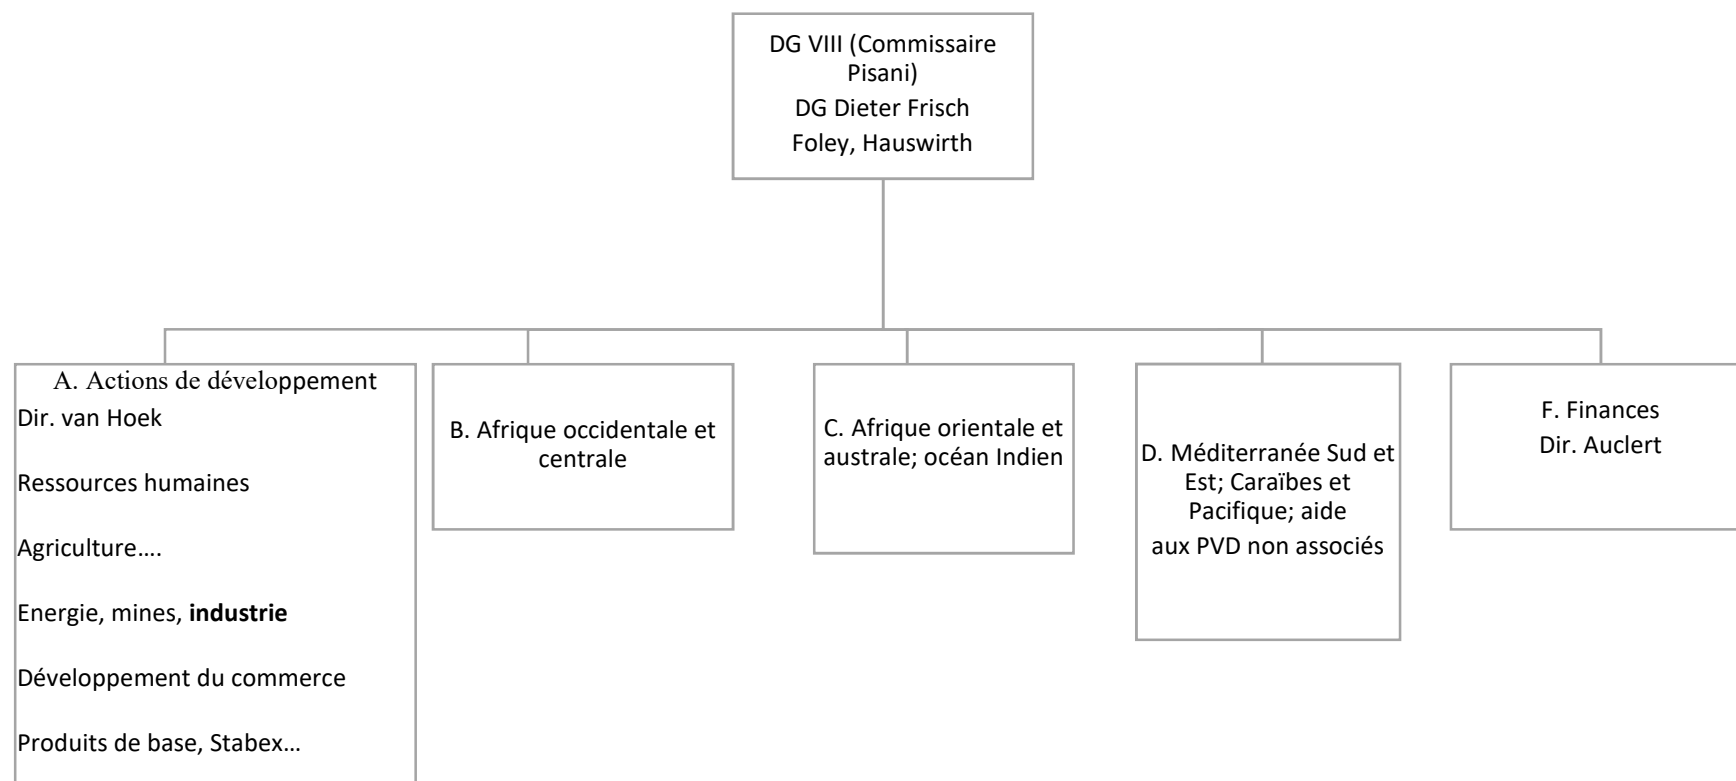 DG VIII (Commissaire
Pisani)
DG Dieter Frisch
Foley, Hauswirth
A. Actions de développement
Dir. van Hoek
Ressources humaines
Agriculture….
Energie, mines, industrie
Développement du commerce
Produits de base, Stabex…
B. Afrique occidentale et
centrale
C. Afrique orientale et
australe; océan Indien
D. Méditerranée Sud et
Est; Caraïbes et
Pacifique; aide
aux PVD non associés
F. Finances
Dir. Auclert